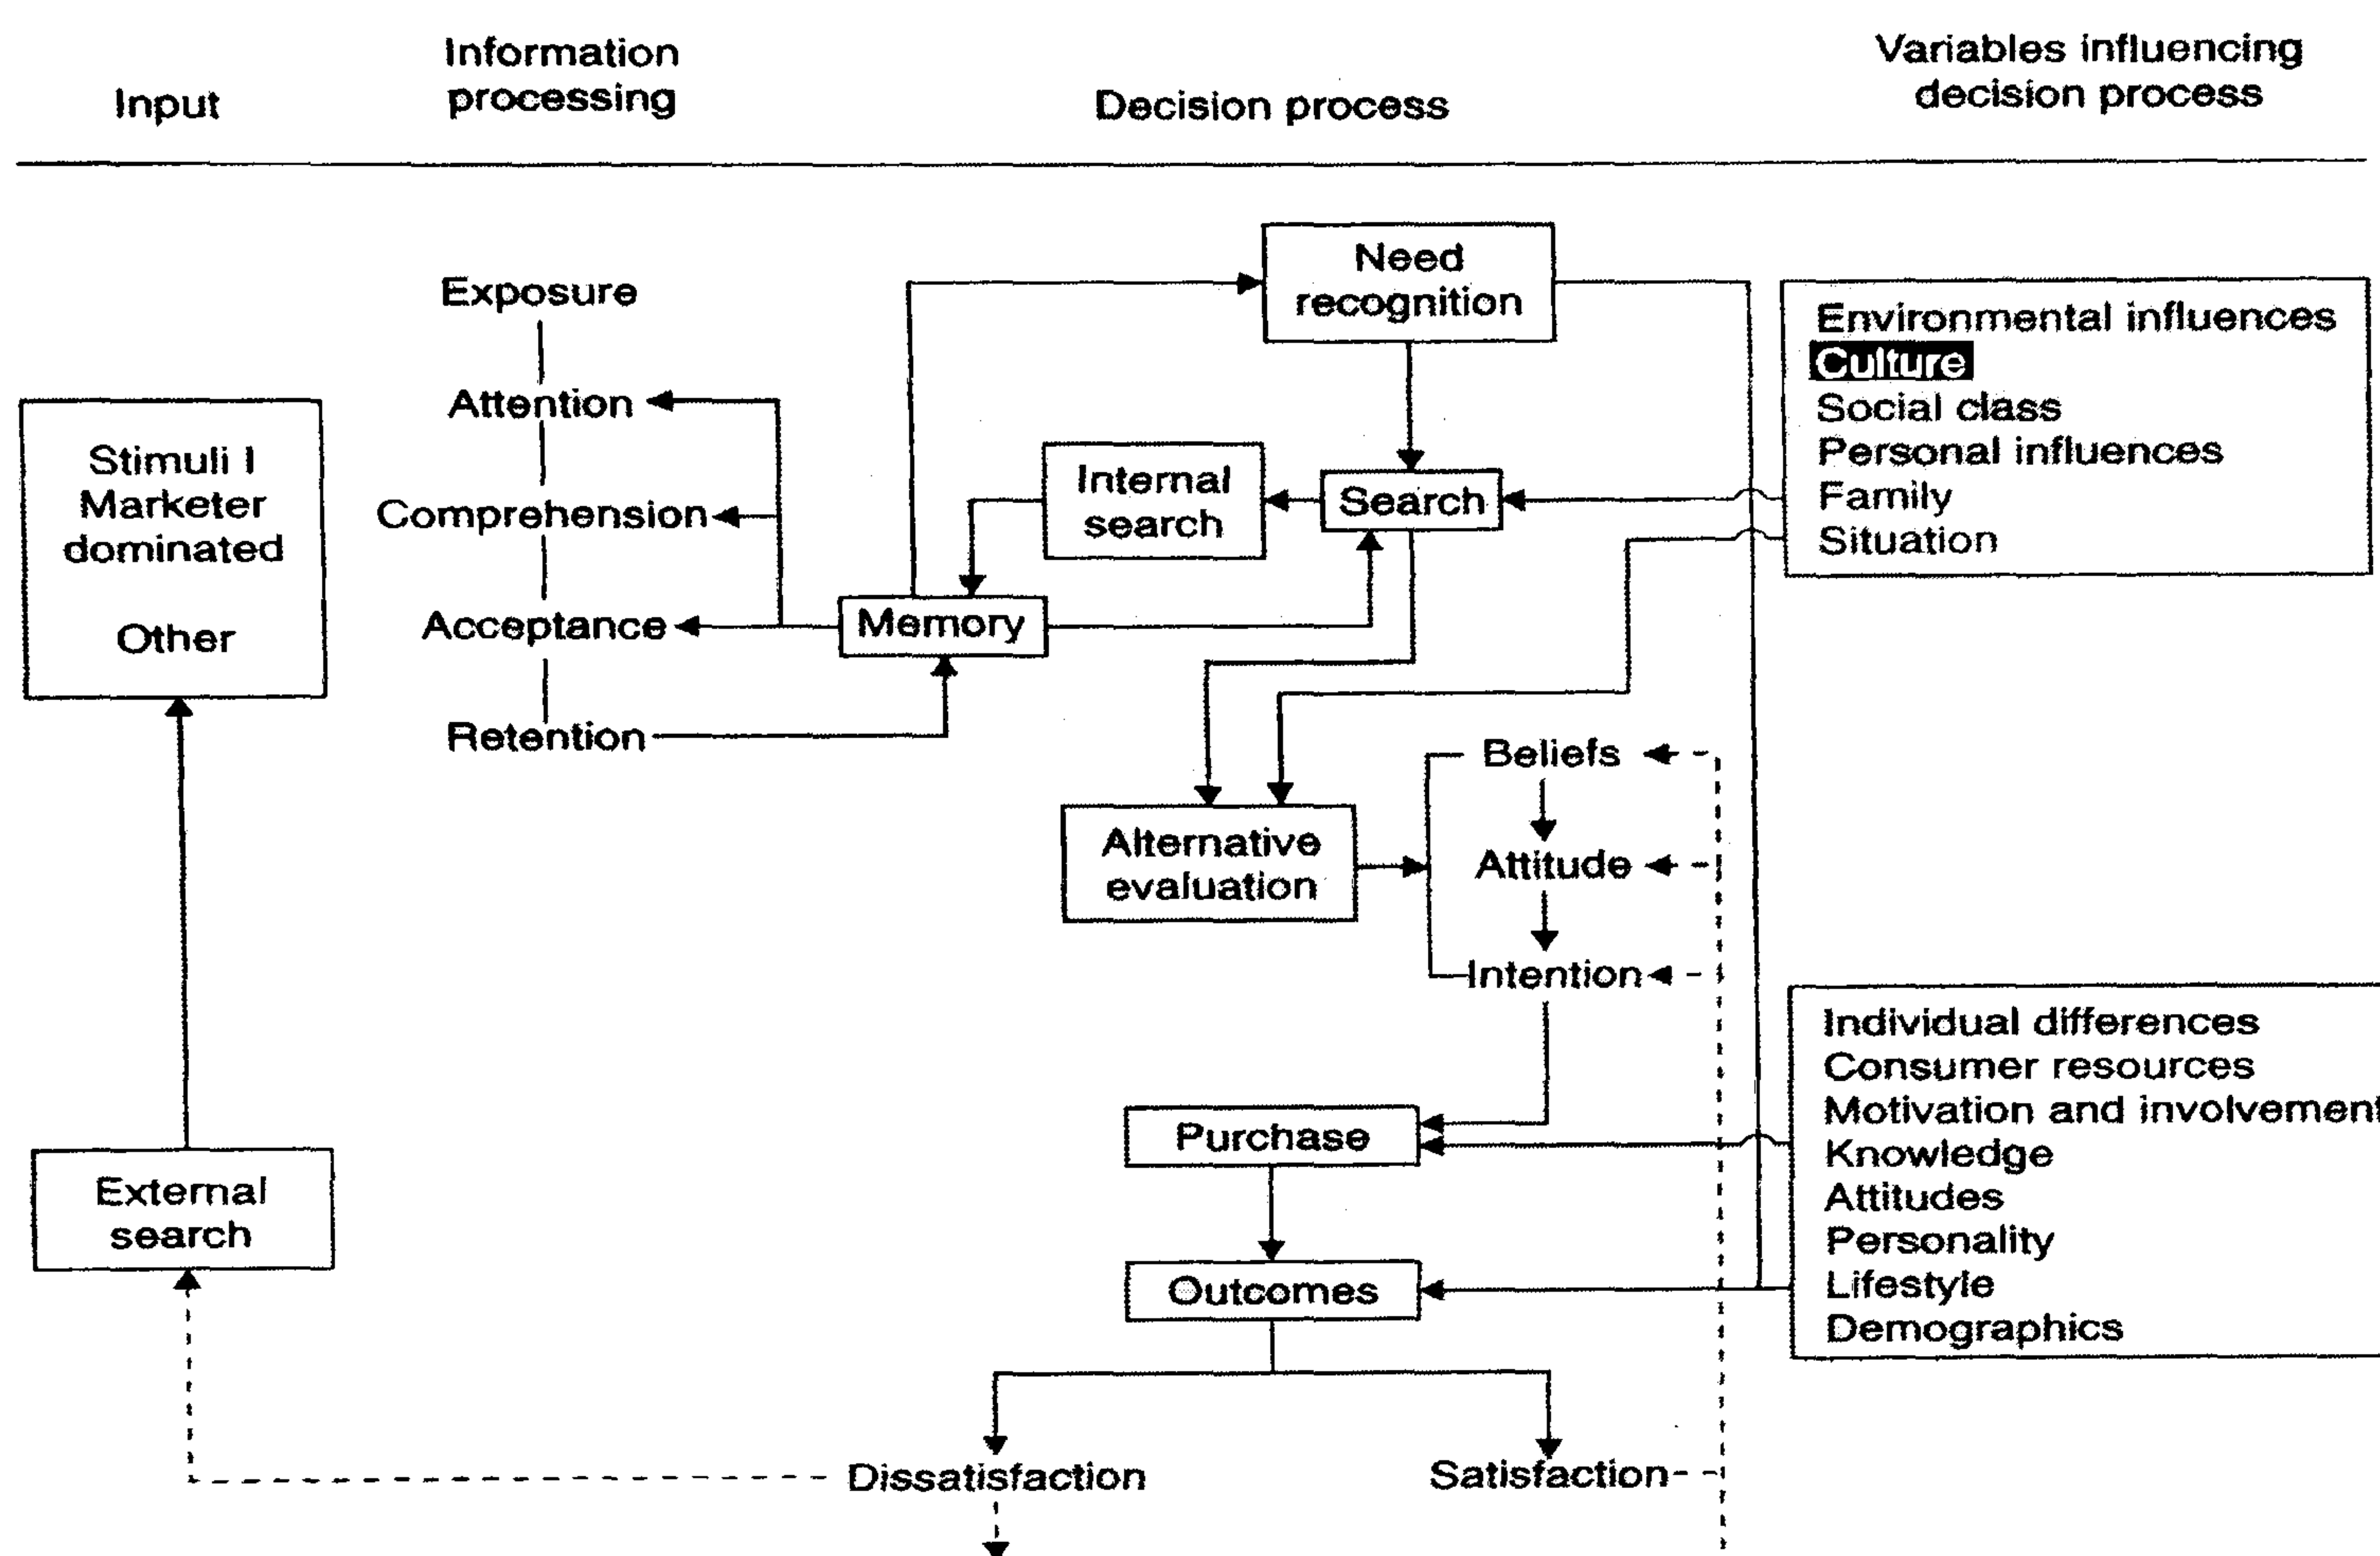 Input
Information
processing
Decision process
Variables influencing
decision process
Stimuli I
Marketer
dominated
Other
External
search
Exposure
Attention
Comprehension
Acceptance
Retention
Memory
Need
recognition
Internal
search
Search
Alternative
evaluation
Beliefs
Attitude
Intention
Purchase
Outcomes
Dissatisfaction
Satisfaction
Environmental influences
Culture
Social class
Personal influences
Family
Situation
Individual differences
Consumer resources
Motivation and involvement
Knowledge
Attitudes
Personality
Lifestyle
Demographics